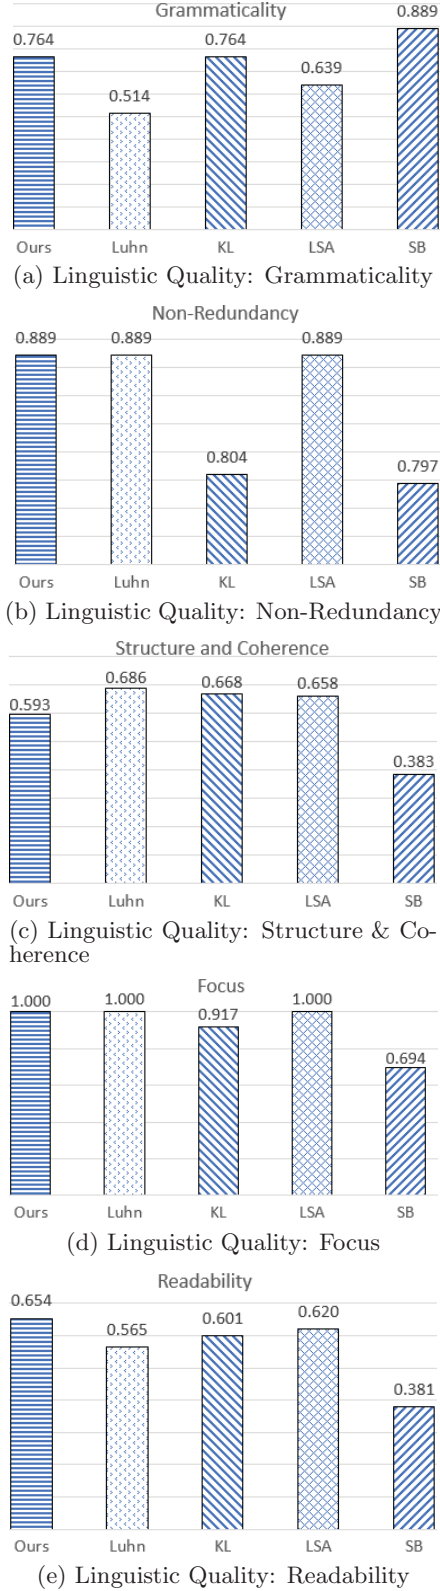 Grammaticality
0.764 0.514 0.764 0.639 0.889
Ours Luhn KL LSA SB
(a) Linguistic Quality: Grammaticality
Non-Redundancy
0.889 0.889 0.804 0.889 0.797
Ours Luhn KL LSA SB
(b) Linguistic Quality: Non-Redundancy
Structure and Coherence
0.593 0.686 0.668 0.658 0.383
Ours Luhn KL LSA SB
(c) Linguistic Quality: Structure & Co-
herence
Focus
1.000 1.000 0.917 1.000 0.694
Ours Luhn KL LSA SB
(d) Linguistic Quality: Focus
Readability
0.654 0.565 0.601 0.620 0.381
Ours Luhn KL LSA SB
(e) Linguistic Quality: Readability